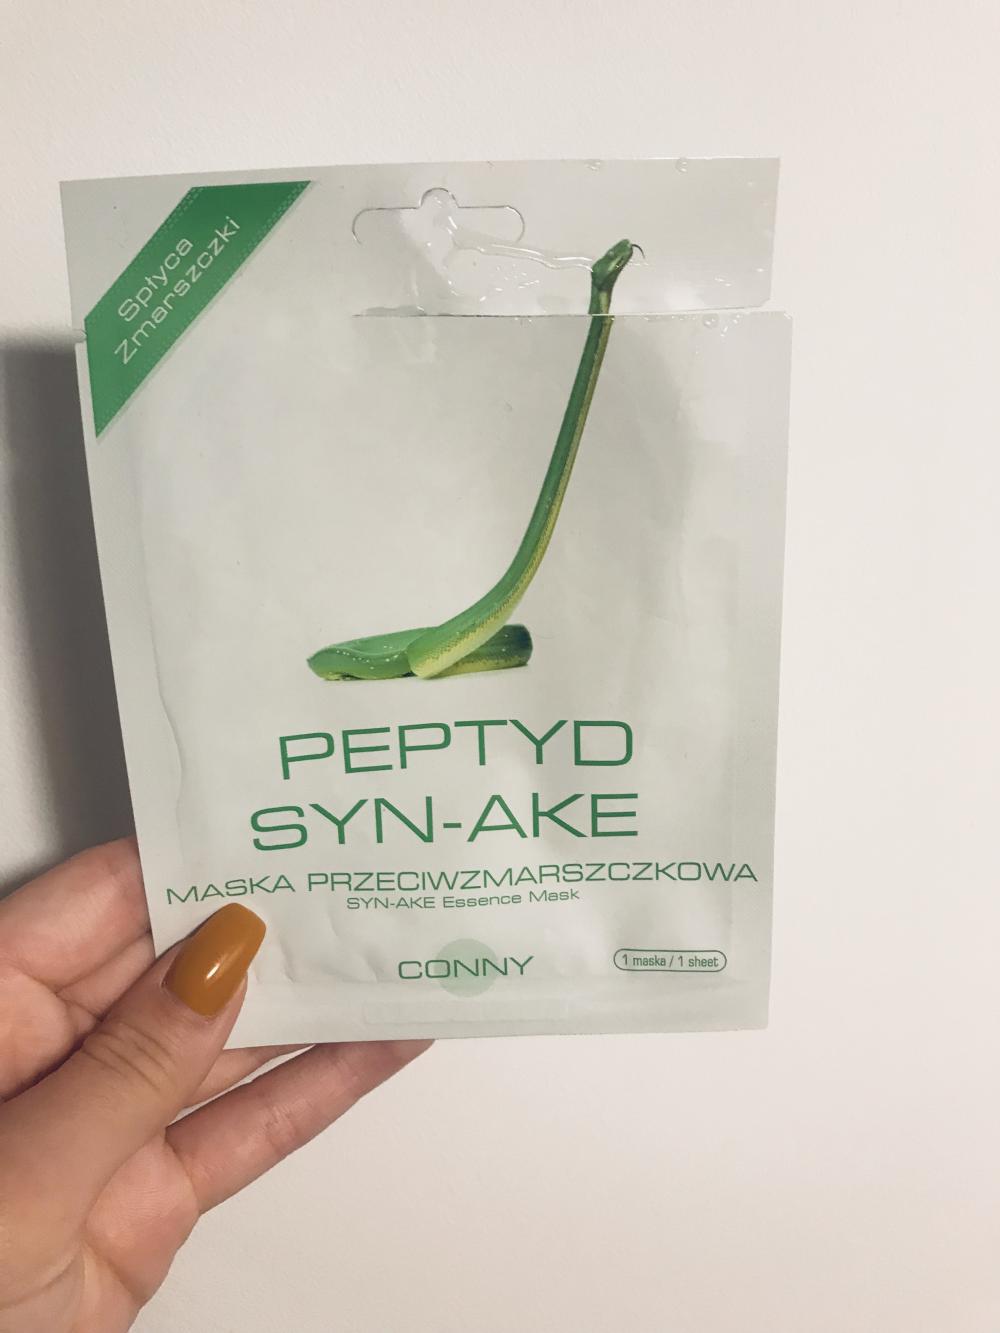 Spłyca
Zmarszczki
PEPTYD
SYN-AKE
MASKA PRZECIWZMARSZCZKOWA
SYN-AKE Essence Mask
CONNY
1 maska / 1 sheet